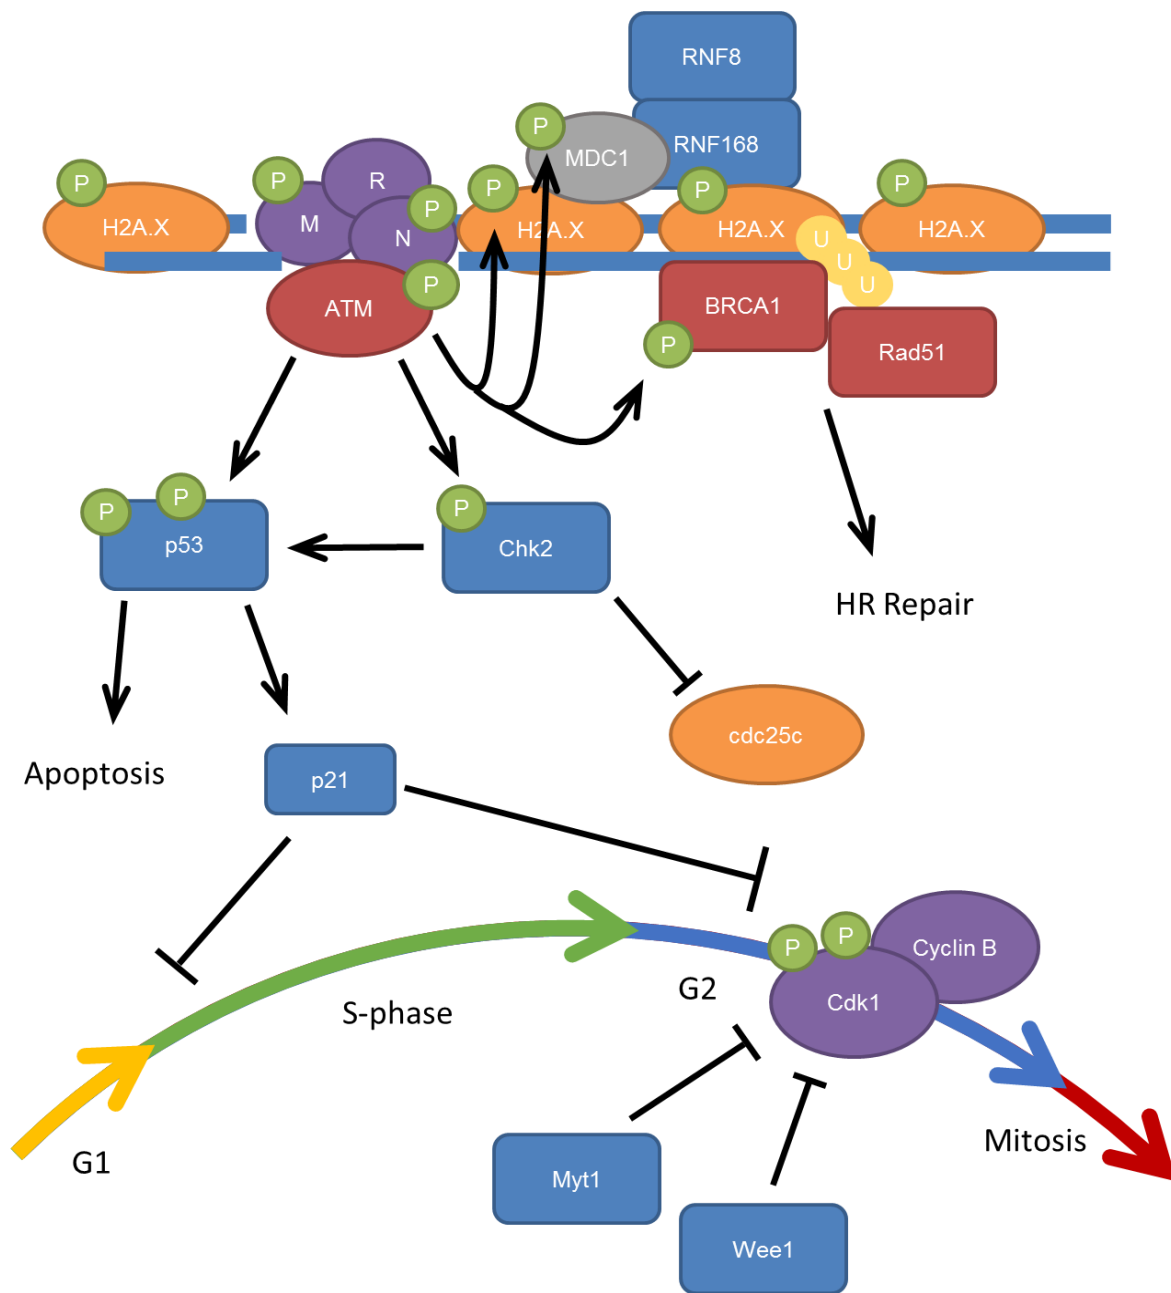 RNF8
P
MDC1
RNF168
P
H2A.X
P
R
M
P
N
P
H2A.X
P
H2A.X
P
H2A.X
U
U
U
ATM
P
BRCA1
P
Rad51
P
P
p53
P
Chk2
HR Repair
cdc25c
Apoptosis
p21
P
P
Cyclin B
Cdk1
G2
S-phase
G1
Mitosis
Myt1
Wee1